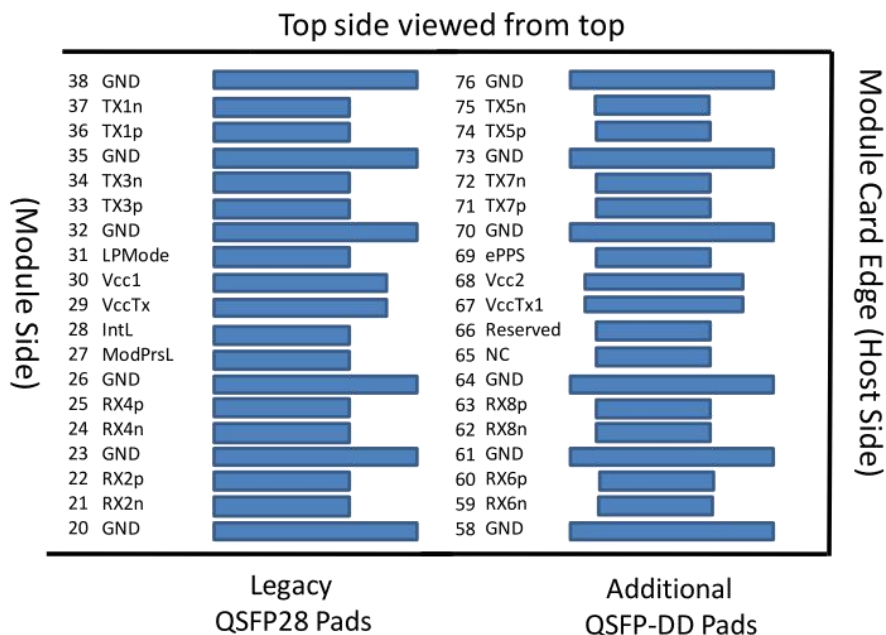 Top side viewed from top
38 GND 76 GND
37 TX1n 75 TX5n
36 TX1p 74 TX5p
35 GND 73 GND
34 TX3n 72 TX7n
33 TX3p 71 TX7p
32 GND 70 GND
31 LPMode 69 ePPS
30 Vcc1 68 Vcc2
29 VccTx 67 VccTx1
28 IntL 66 Reserved
27 ModPrsL 65 NC
26 GND 64 GND
25 RX4p 63 RX8p
24 RX4n 62 RX8n
23 GND 61 GND
22 RX2p 60 RX6p
21 RX2n 59 RX6n
20 GND 58 GND
(Module Side)
Module Card Edge (Host Side)
Legacy
QSFP28 Pads
Additional
QSFP-DD Pads